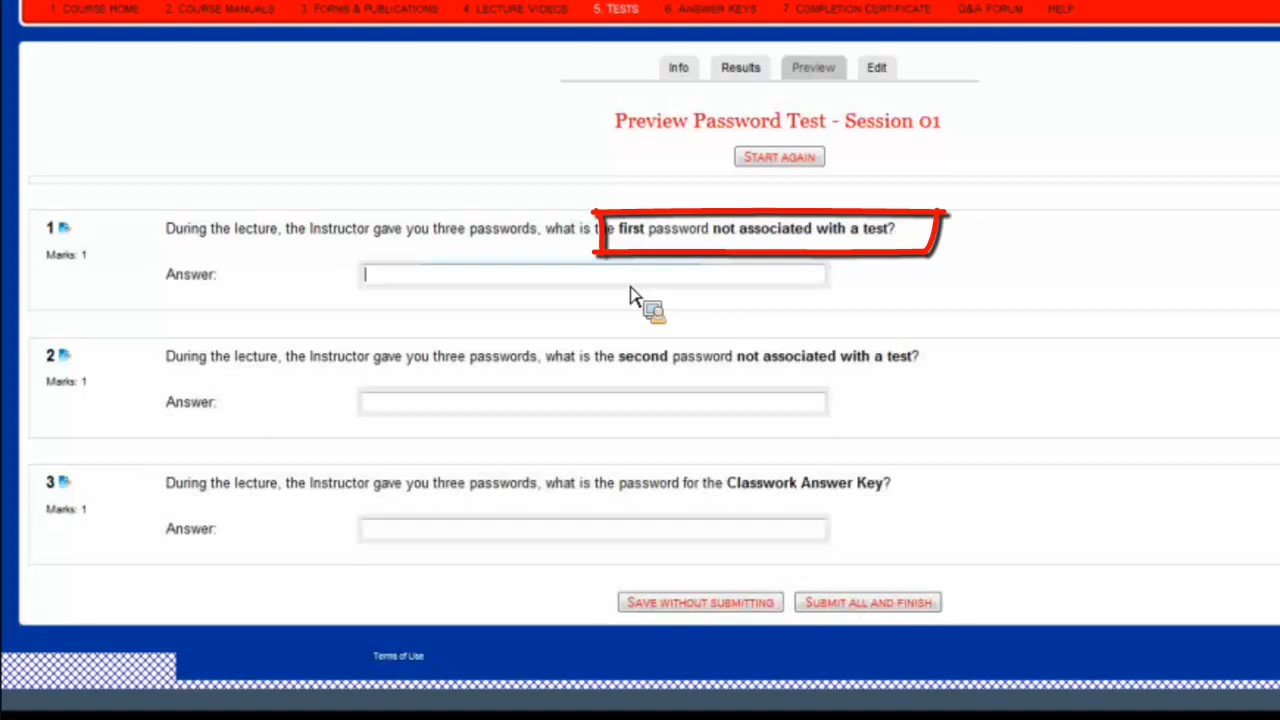 1. COURSE HOME 2. COURSE MANUALS 3. FORMS & PUBLICATIONS 4. LECTURE VIDEOS 5. TESTS 6. ANSWER KEYS 7. COMPLETION CERTIFICATE Q&A FORUM HELP
Info Results Preview Edit
Preview Password Test - Session 01
START AGAIN
1 During the lecture, the Instructor gave you three passwords, what is the first password not associated with a test?
Marks: 1
Answer:
2 During the lecture, the Instructor gave you three passwords, what is the second password not associated with a test?
Marks: 1
Answer:
3 During the lecture, the Instructor gave you three passwords, what is the password for the Classwork Answer Key?
Marks: 1
Answer:
SAVE WITHOUT SUBMITTING SUBMIT ALL AND FINISH
Terms of Use